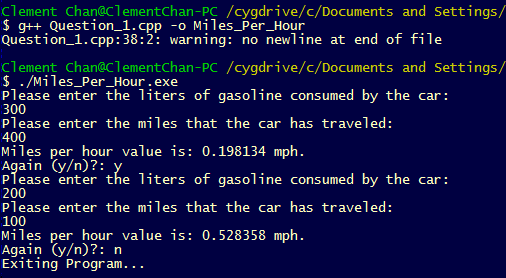 Clement Chan@ClementChan-PC /cygdrive/c/Documents and Settings/
$ g++ Question_1.cpp -o Miles_Per_Hour
Question_1.cpp:38:2: warning: no newline at end of file
Clement Chan@ClementChan-PC /cygdrive/c/Documents and Settings/
$ ./Miles_Per_Hour.exe
Please enter the liters of gasoline consumed by the car:
300
Please enter the miles that the car has traveled:
400
Miles per hour value is: 0.198134 mph.
Again (y/n)?: y
Please enter the liters of gasoline consumed by the car:
200
Please enter the miles that the car has traveled:
100
Miles per hour value is: 0.528358 mph.
Again (y/n)?: n
Exiting Program...